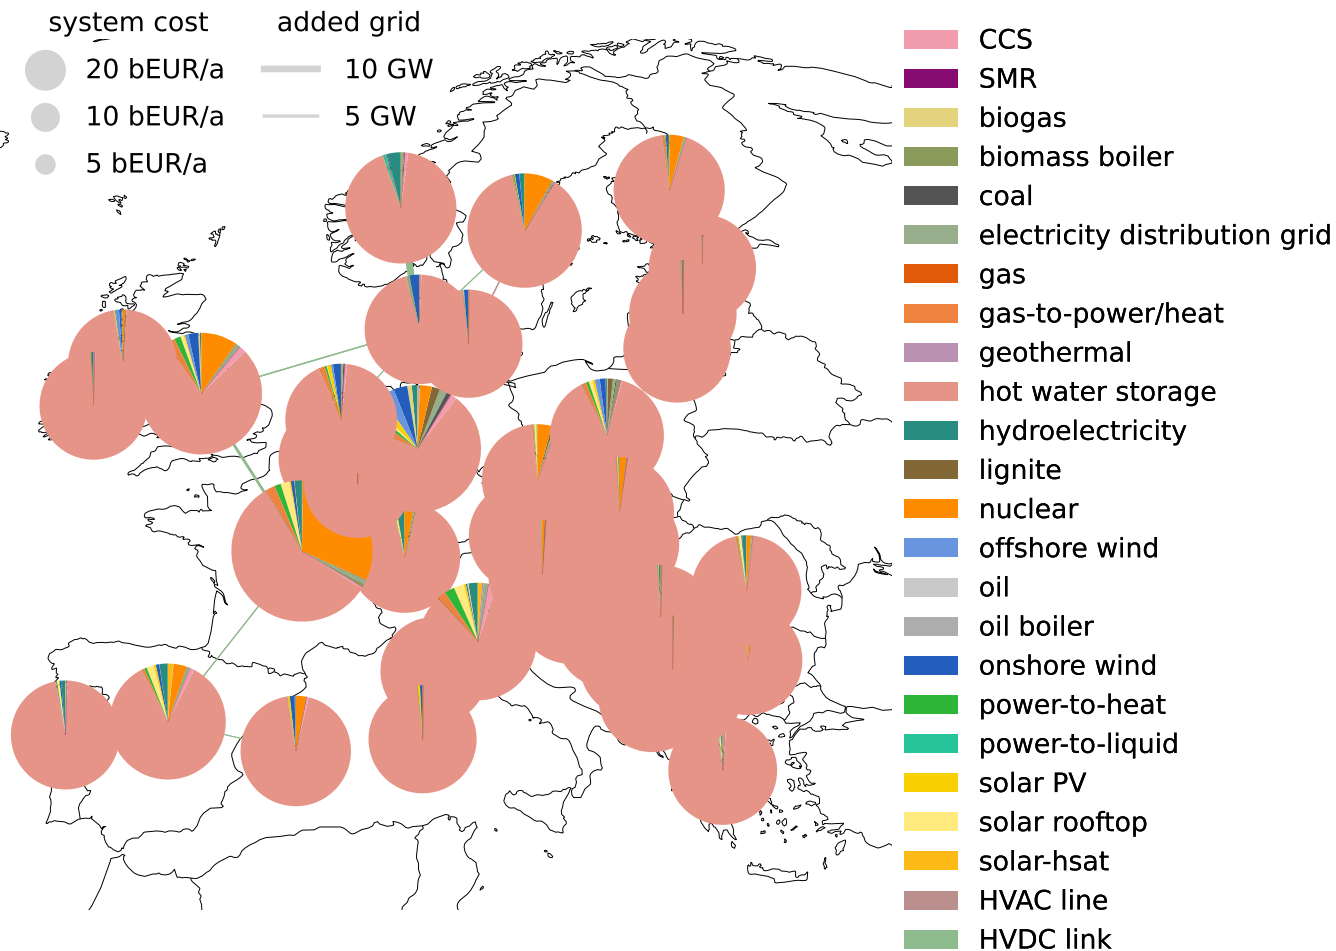 system cost
20 bEUR/a
10 bEUR/a
5 bEUR/a
added grid
10 GW
5 GW
CCS
SMR
biogas
biomass boiler
coal
electricity distribution grid
gas
gas-to-power/heat
geothermal
hot water storage
hydroelectricity
lignite
nuclear
offshore wind
oil
oil boiler
onshore wind
power-to-heat
power-to-liquid
solar PV
solar rooftop
solar-hsat
HVAC line
HVDC link